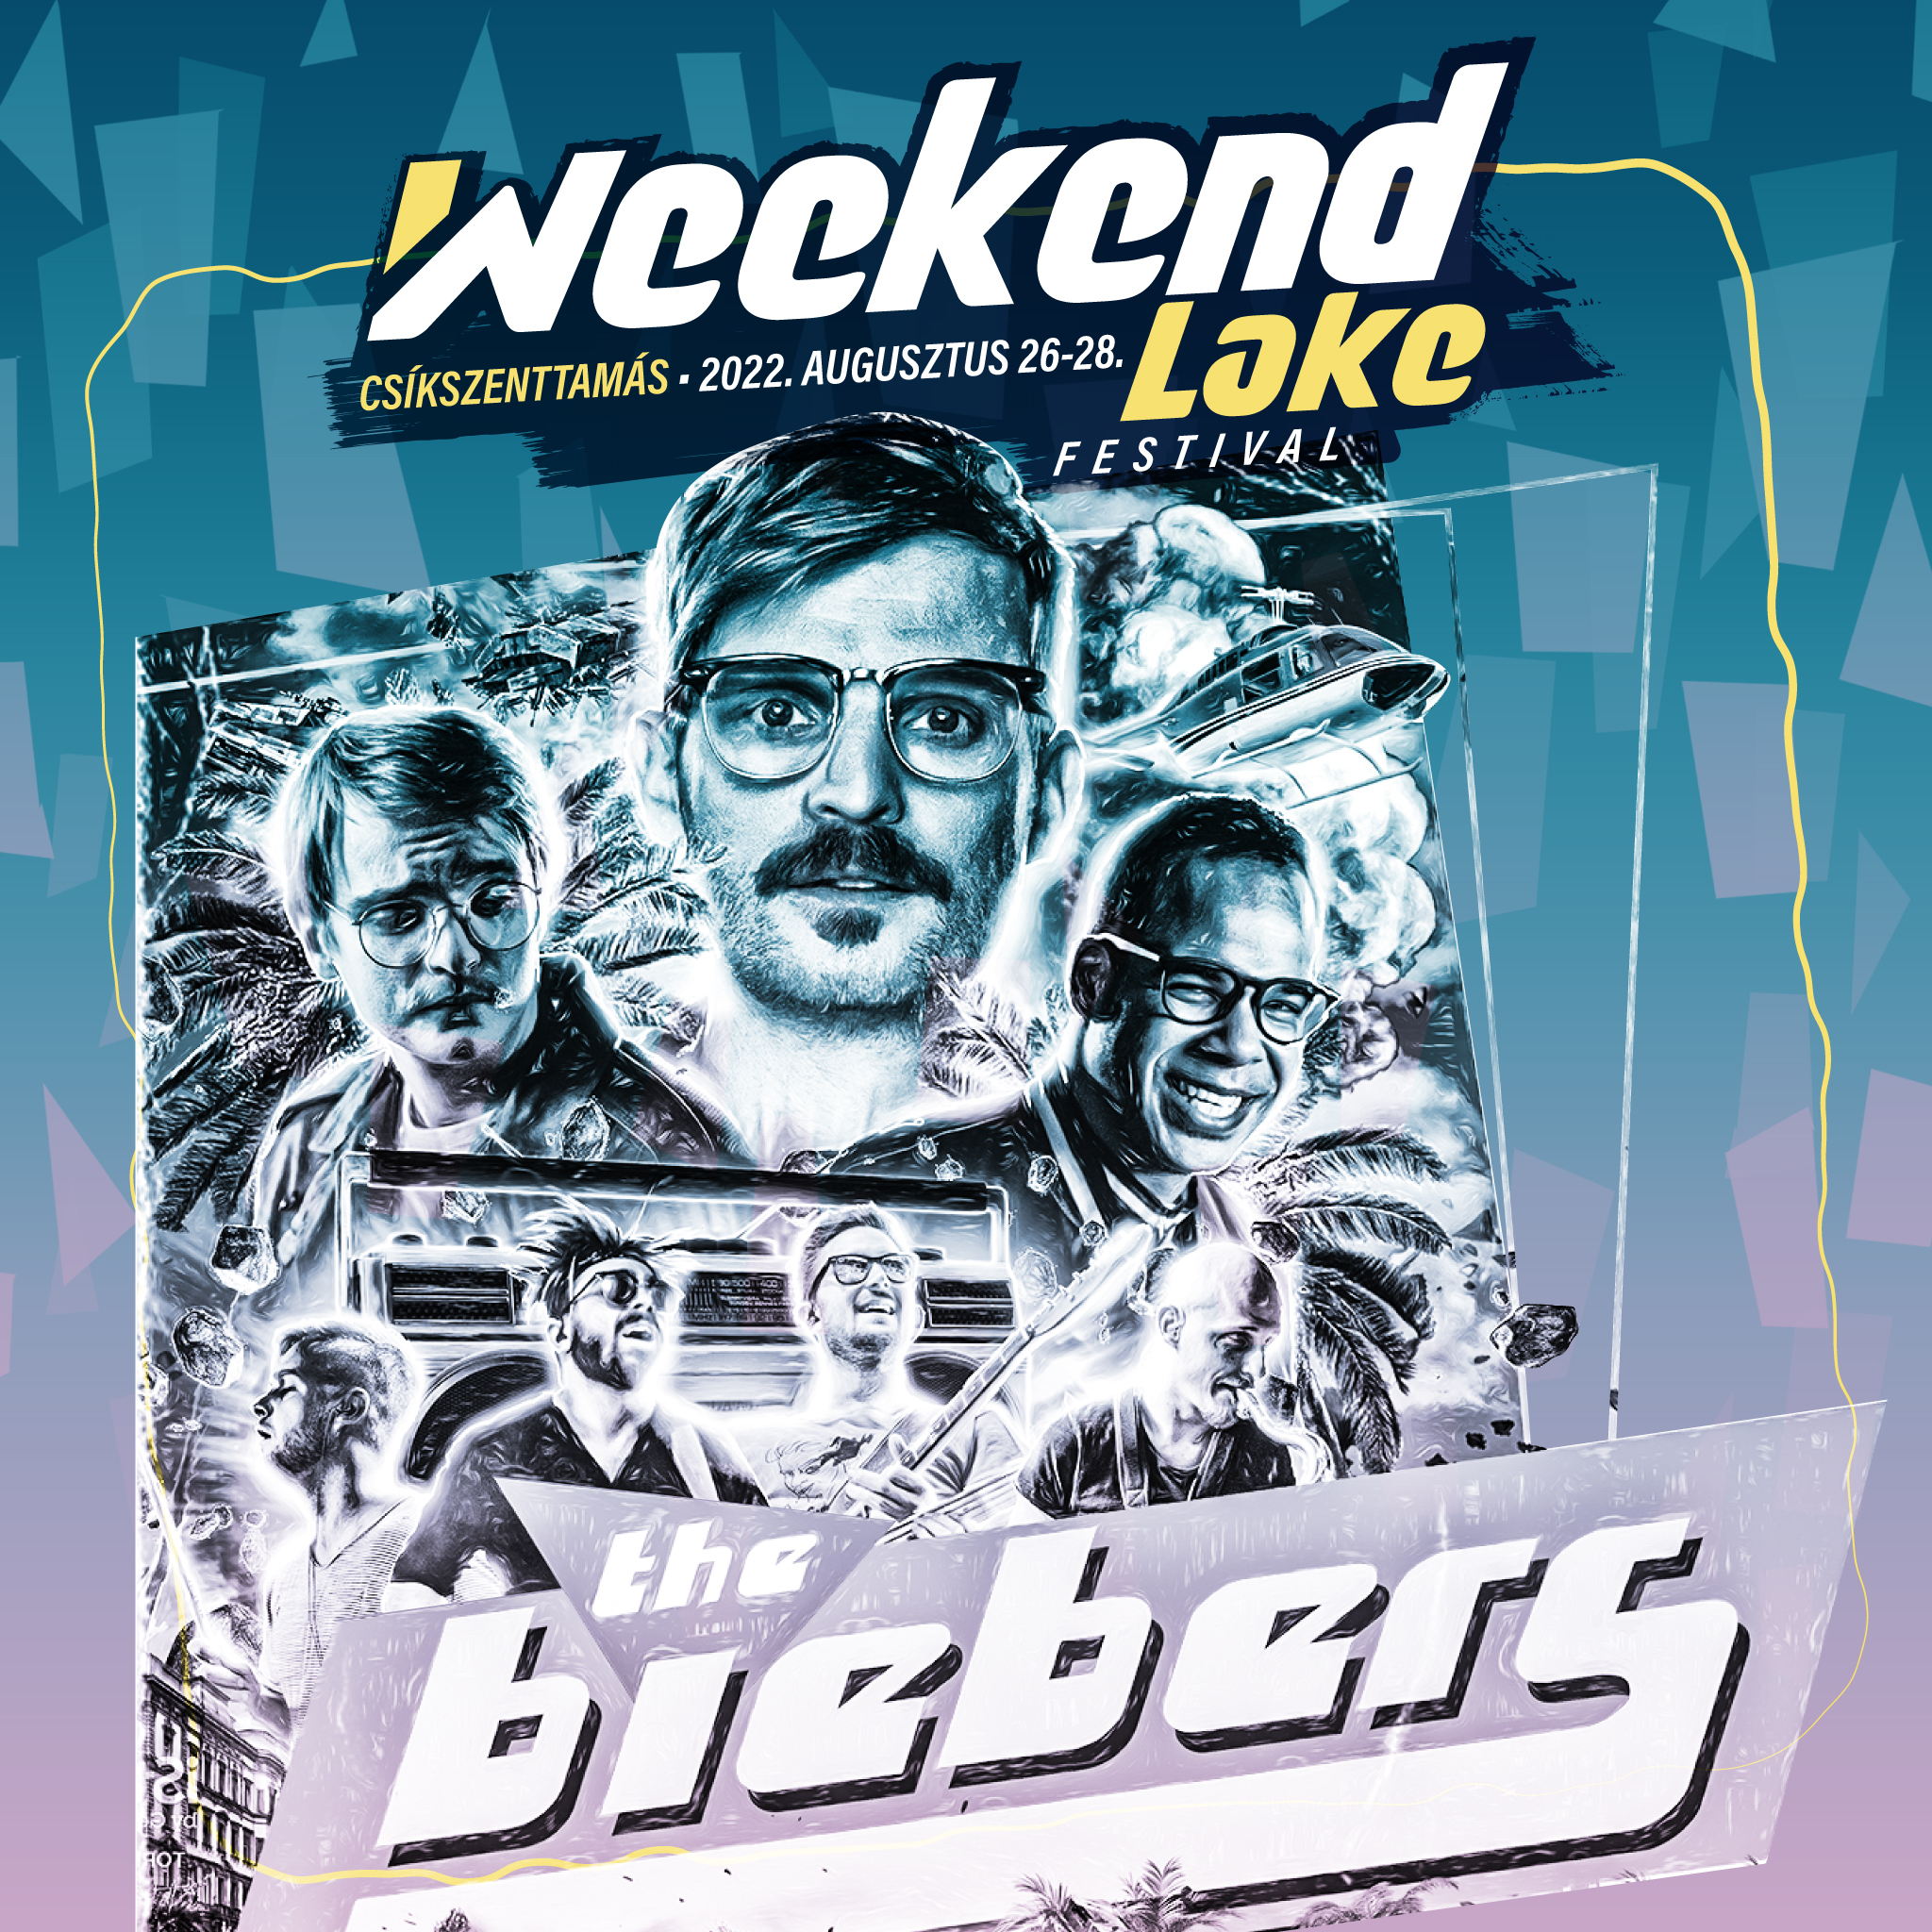 Weekend
Lake
CSÍKSZENTTAMÁS • 2022. AUGUSZTUS 26-28.
FESTIVAL
the
biebers